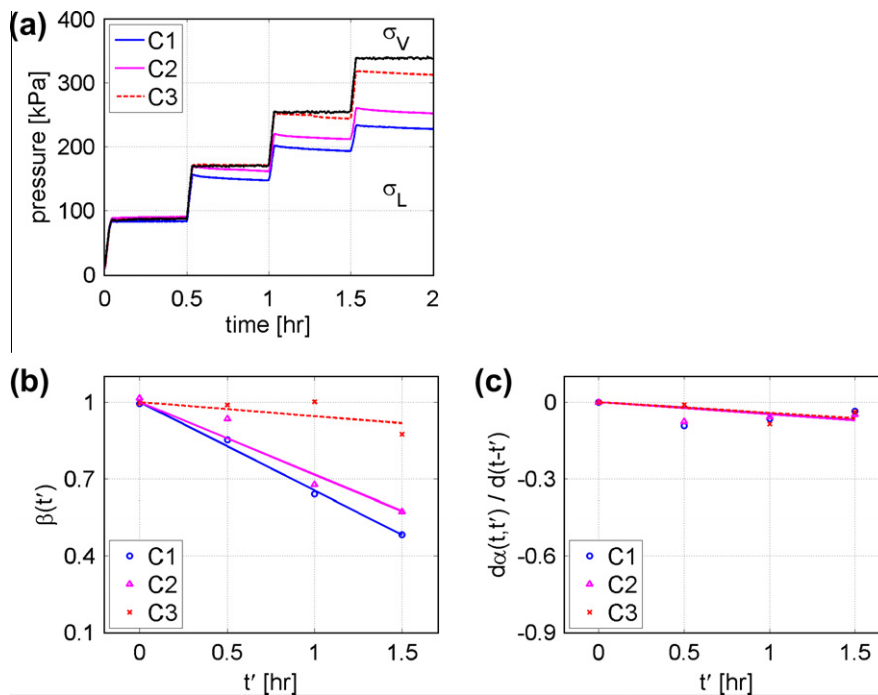 (a)
400
300
200
100
0
pressure [kPa]
C1
C2
C3
σV
σL
0 0.5 1 1.5 2
time [hr]
(b)
1
0.7
0.4
0.1
β(t′)
C1
C2
C3
0 0.5 1 1.5
t′ [hr]
(c)
0
-0.3
-0.6
-0.9
dα(t,t′) / d(t-t′)
C1
C2
C3
0 0.5 1 1.5
t′ [hr]